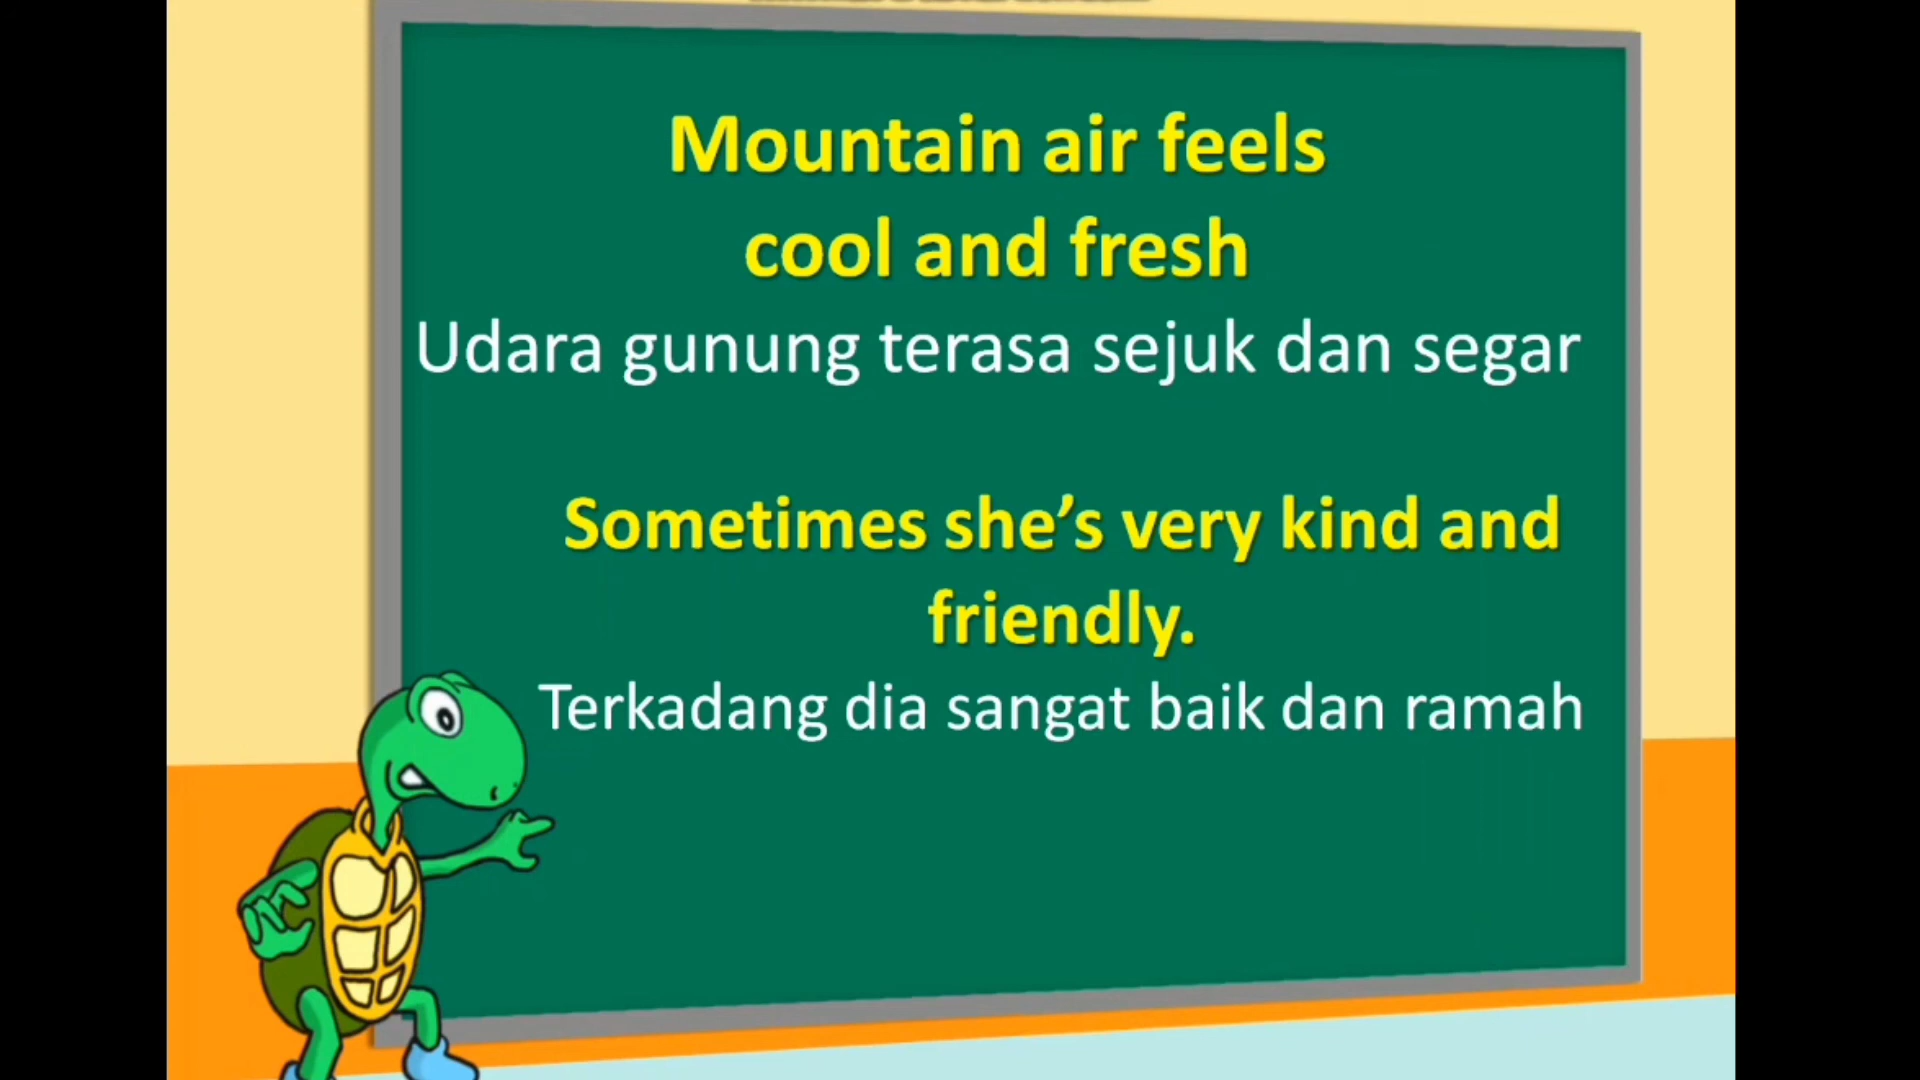 Mountain air feels
cool and fresh
Udara gunung terasa sejuk dan segar
Sometimes she’s very kind and
friendly.
Terkadang dia sangat baik dan ramah